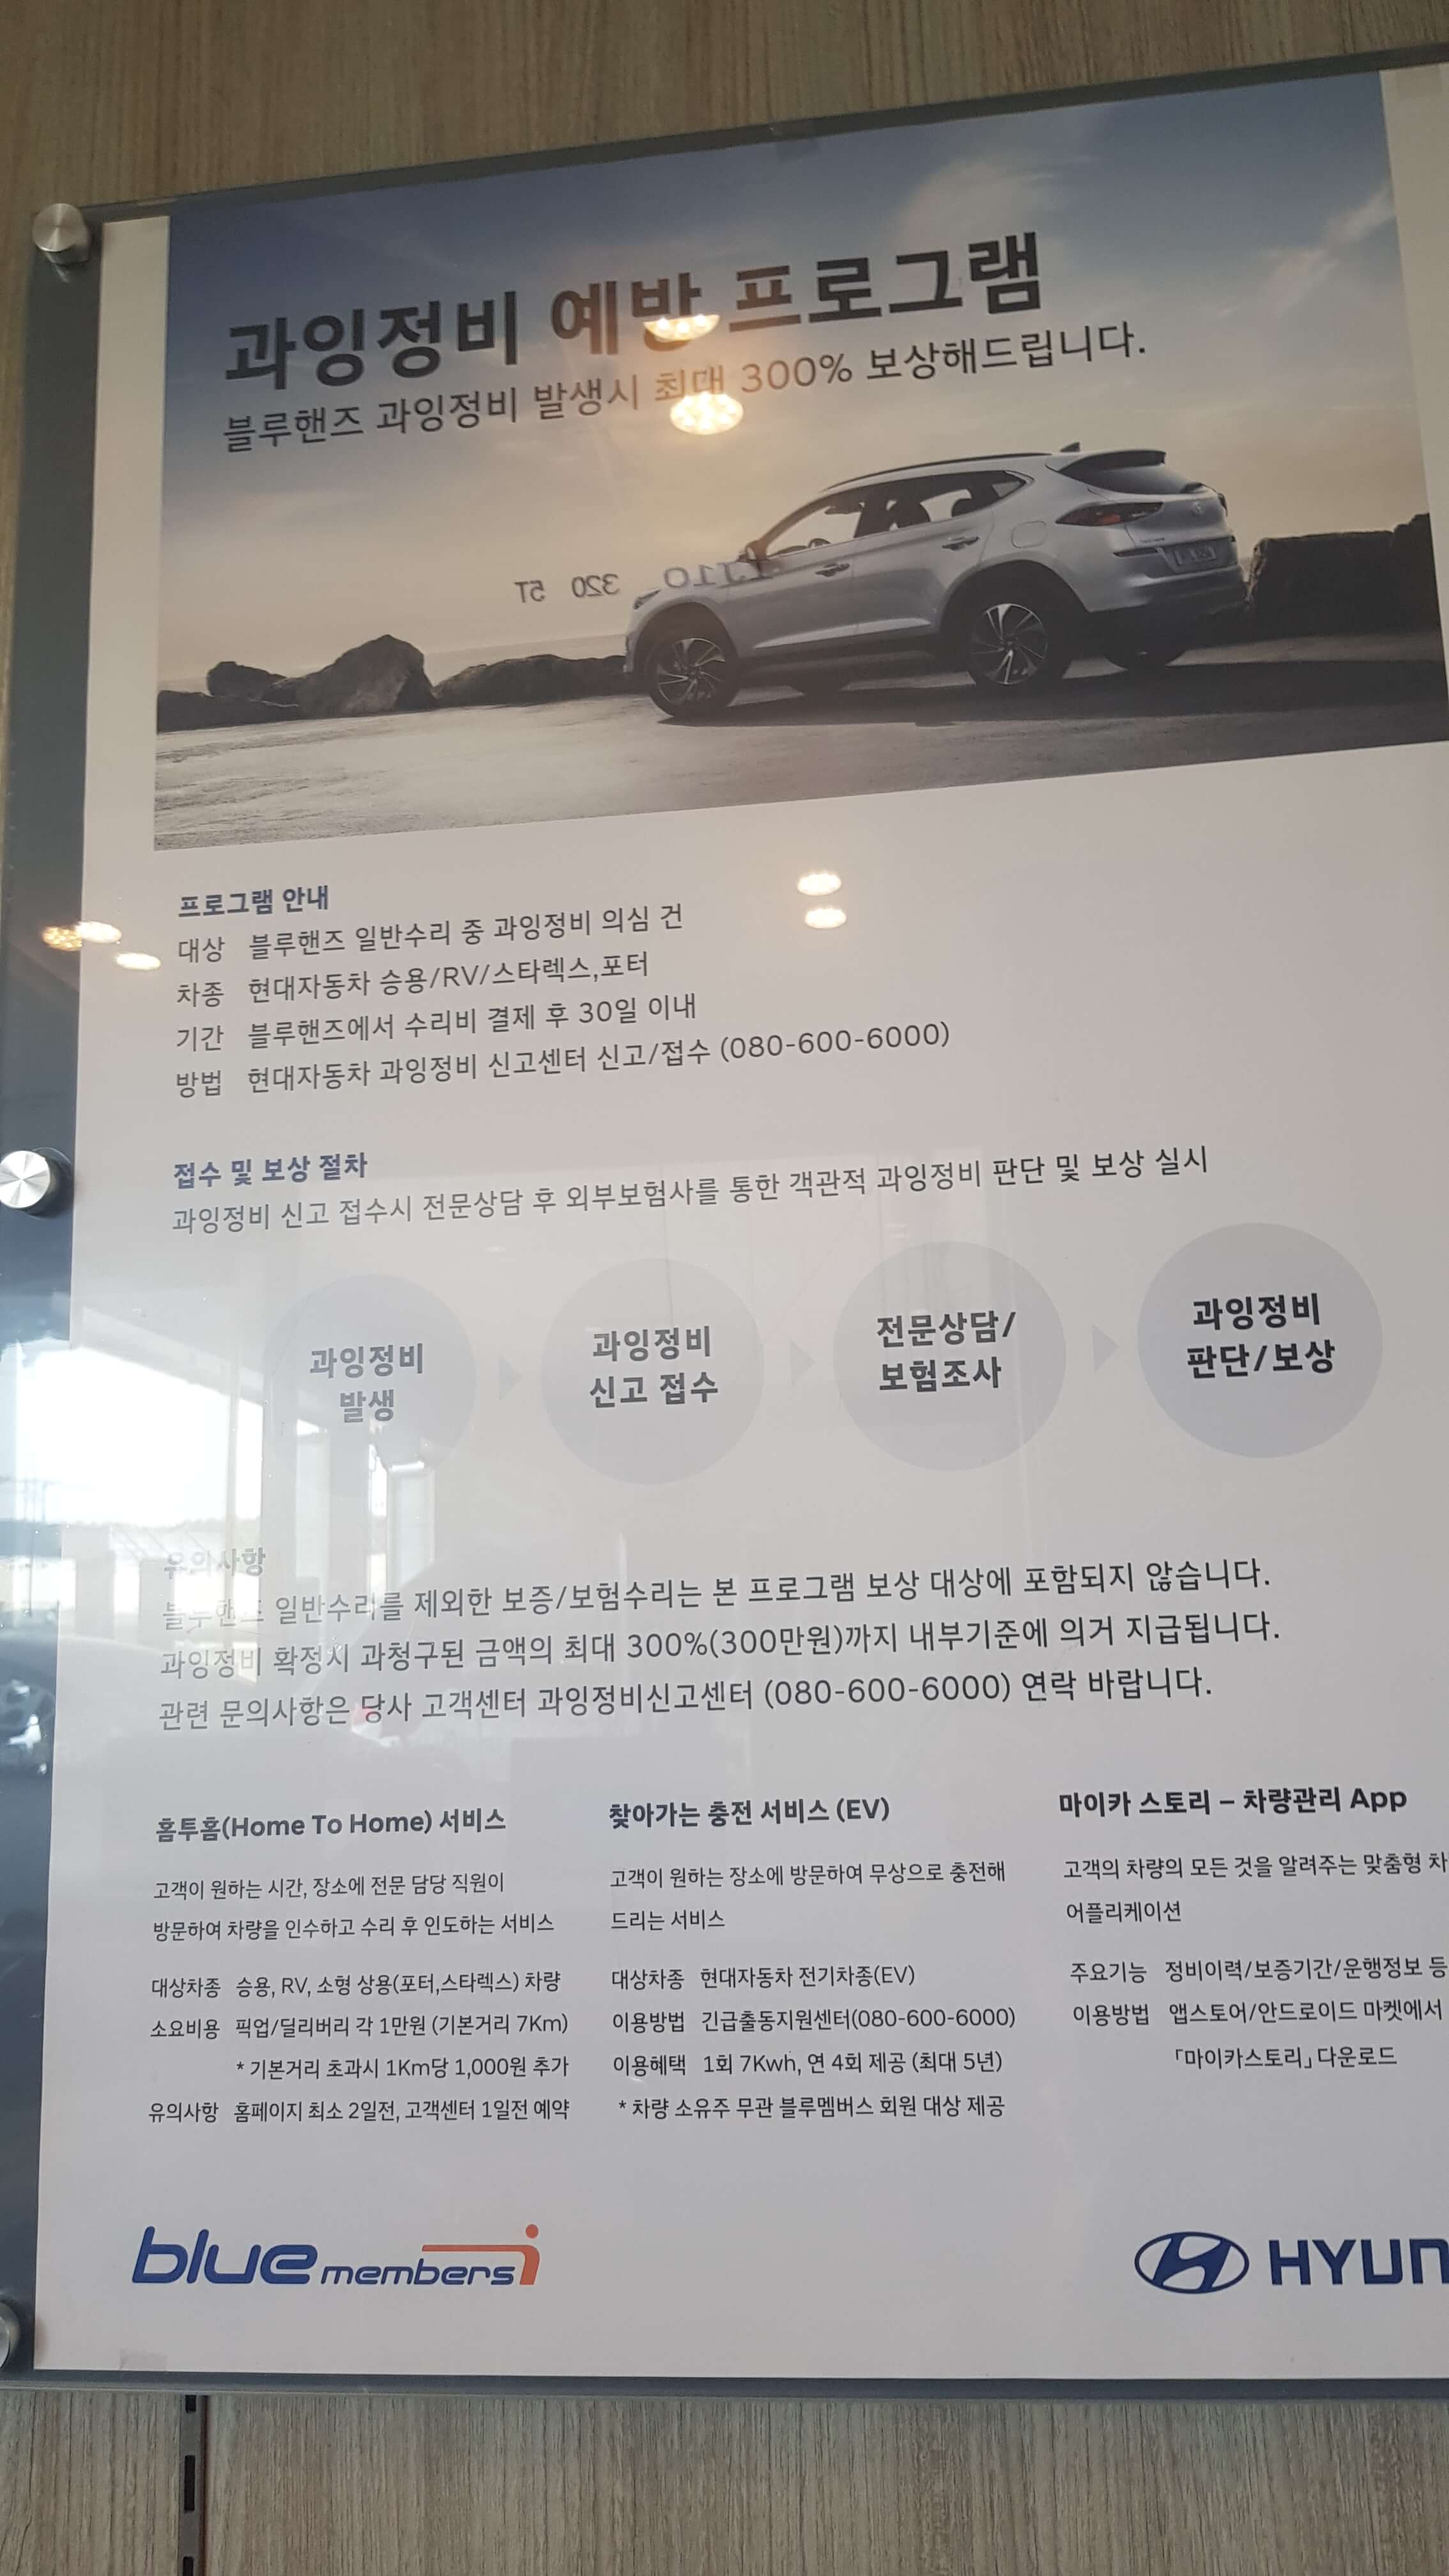 과잉정비 예방 프로그램
블루핸즈 과잉정비 발생시 최대 300% 보상해드립니다.
프로그램 안내
대상 블루핸즈 일반수리 중 과잉정비 의심 건
차종 현대자동차 승용/RV/스타렉스,포터
기간 블루핸즈에서 수리비 결제 후 30일 이내
방법 현대자동차 과잉정비 신고센터 신고/접수 (080-600-6000)
접수 및 보상 절차
과잉정비 신고 접수시 전문상담 후 외부보험사를 통한 객관적 과잉정비 판단 및 보상 실시
과잉정비
발생
과잉정비
신고 접수
전문상담/
보험조사
과잉정비
판단/보상
유의사항
블루핸즈 일반수리를 제외한 보증/보험수리는 본 프로그램 보상 대상에 포함되지 않습니다.
과잉정비 확정시 과청구된 금액의 최대 300%(300만원)까지 내부기준에 의거 지급됩니다.
관련 문의사항은 당사 고객센터 과잉정비신고센터 (080-600-6000) 연락 바랍니다.
홈투홈(Home To Home) 서비스
고객이 원하는 시간, 장소에 전문 담당 직원이
방문하여 차량을 인수하고 수리 후 인도하는 서비스
대상차종 승용, RV, 소형 상용(포터,스타렉스) 차량
소요비용 픽업/딜리버리 각 1만원 (기본거리 7Km)
* 기본거리 초과시 1Km당 1,000원 추가
유의사항 홈페이지 최소 2일전, 고객센터 1일전 예약
찾아가는 충전 서비스 (EV)
고객이 원하는 장소에 방문하여 무상으로 충전해
드리는 서비스
대상차종 현대자동차 전기차종(EV)
이용방법 긴급출동지원센터(080-600-6000)
이용혜택 1회 7Kwh, 연 4회 제공 (최대 5년)
* 차량 소유주 무관 블루멤버스 회원 대상 제공
마이카 스토리 – 차량관리 App
고객의 차량의 모든 것을 알려주는 맞춤형 차
어플리케이션
주요기능 정비이력/보증기간/운행정보 등
이용방법 앱스토어/안드로이드 마켓에서
「마이카스토리」 다운로드
blue members
HYUN